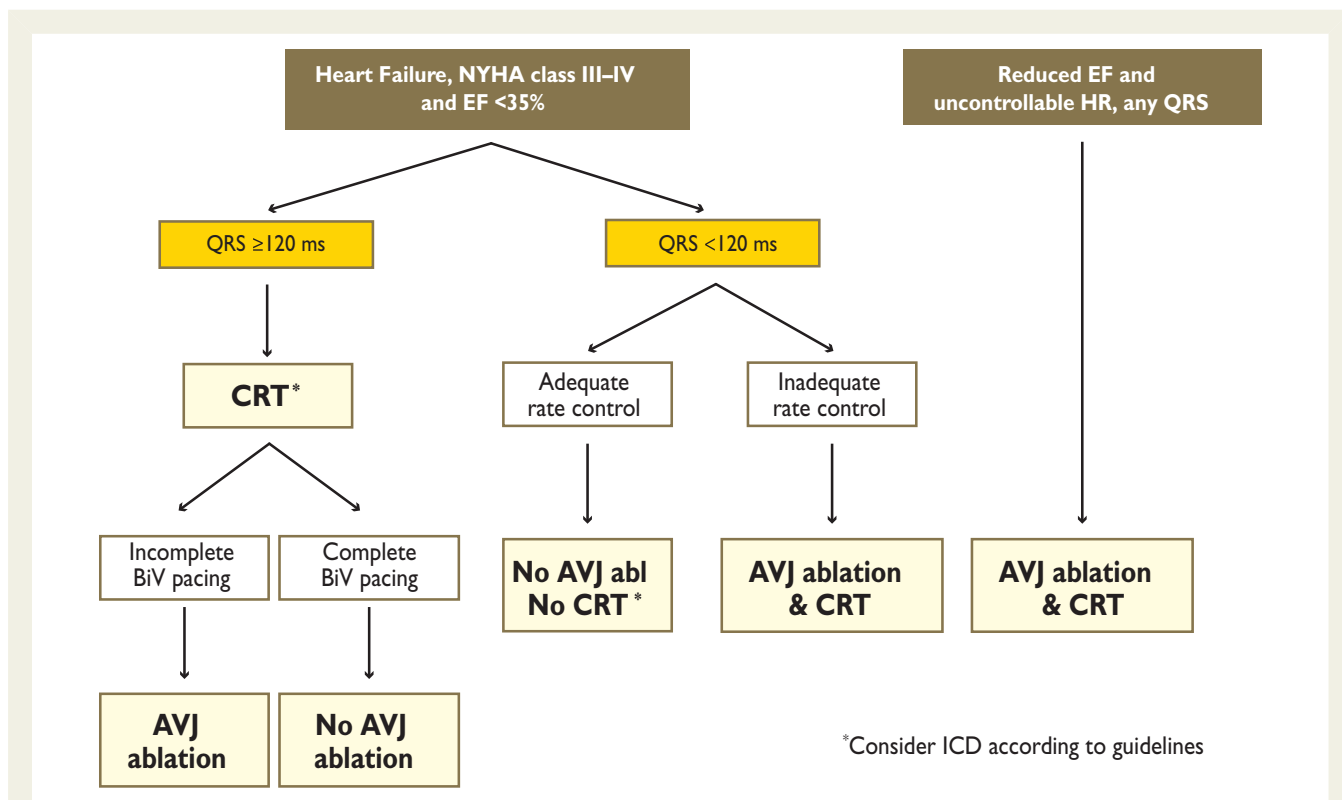 Heart Failure, NYHA class III–IV
and EF <35%
Reduced EF and
uncontrollable HR, any QRS
QRS ≥120 ms
QRS <120 ms
CRT*
Adequate
rate control
Inadequate
rate control
Incomplete
BiV pacing
Complete
BiV pacing
No AVJ abl
No CRT*
AVJ ablation
& CRT
AVJ ablation
& CRT
AVJ
ablation
No AVJ
ablation
*Consider ICD according to guidelines